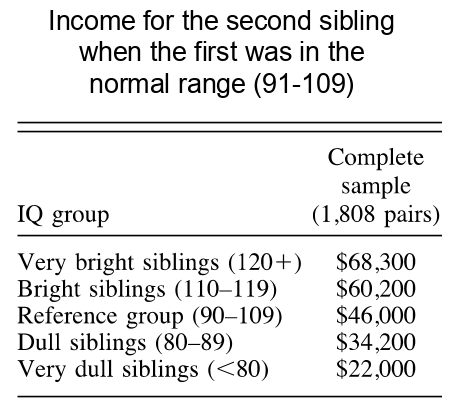 Income for the second sibling
when the first was in the
normal range (91-109)
Complete
sample
IQ group (1,808 pairs)
Very bright siblings (120+) $68,300
Bright siblings (110–119) $60,200
Reference group (90–109) $46,000
Dull siblings (80–89) $34,200
Very dull siblings (<80) $22,000